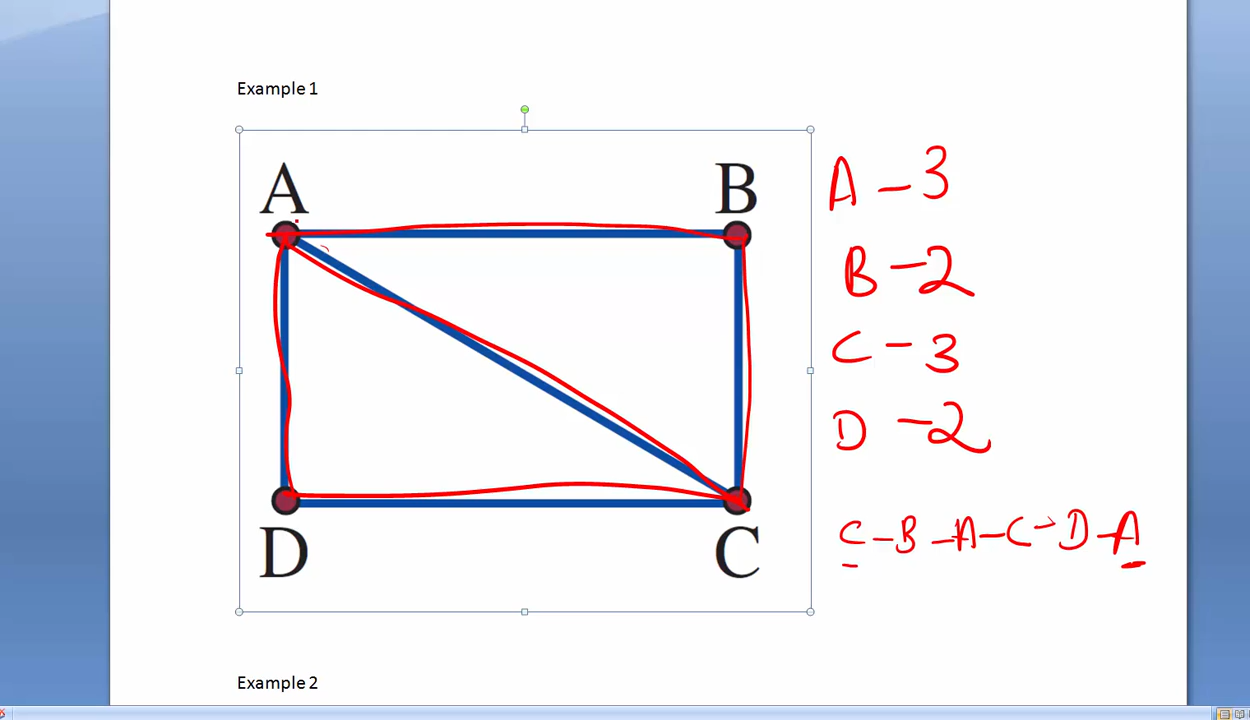 Example 1
A B
D C
A - 3
B - 2
C - 3
D - 2
C - B - A - C - D - A
Example 2